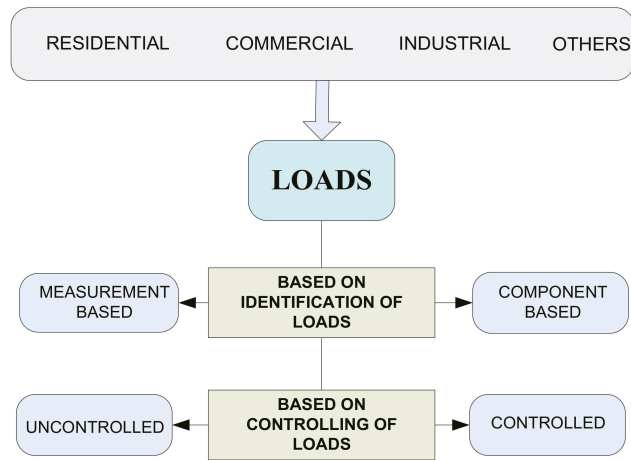 RESIDENTIAL COMMERCIAL INDUSTRIAL OTHERS
LOADS
BASED ON
IDENTIFICATION OF
LOADS
MEASUREMENT
BASED
COMPONENT
BASED
BASED ON
CONTROLLING OF
LOADS
UNCONTROLLED
CONTROLLED